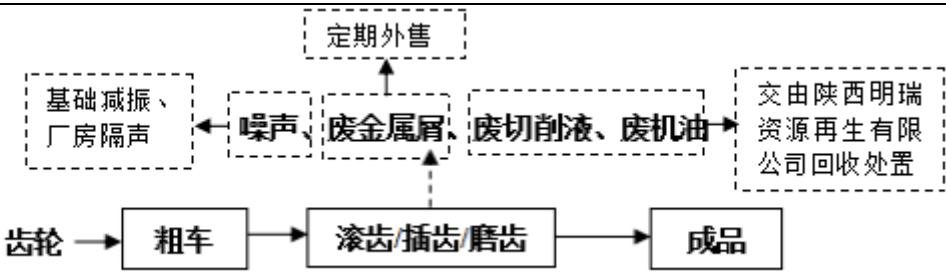 定期外售
基础减振、
厂房隔声
噪声、废金属屑、废切削液、废机油
交由陕西明瑞
资源再生有限
公司回收处置
齿轮
粗车
滚齿/插齿/磨齿
成品